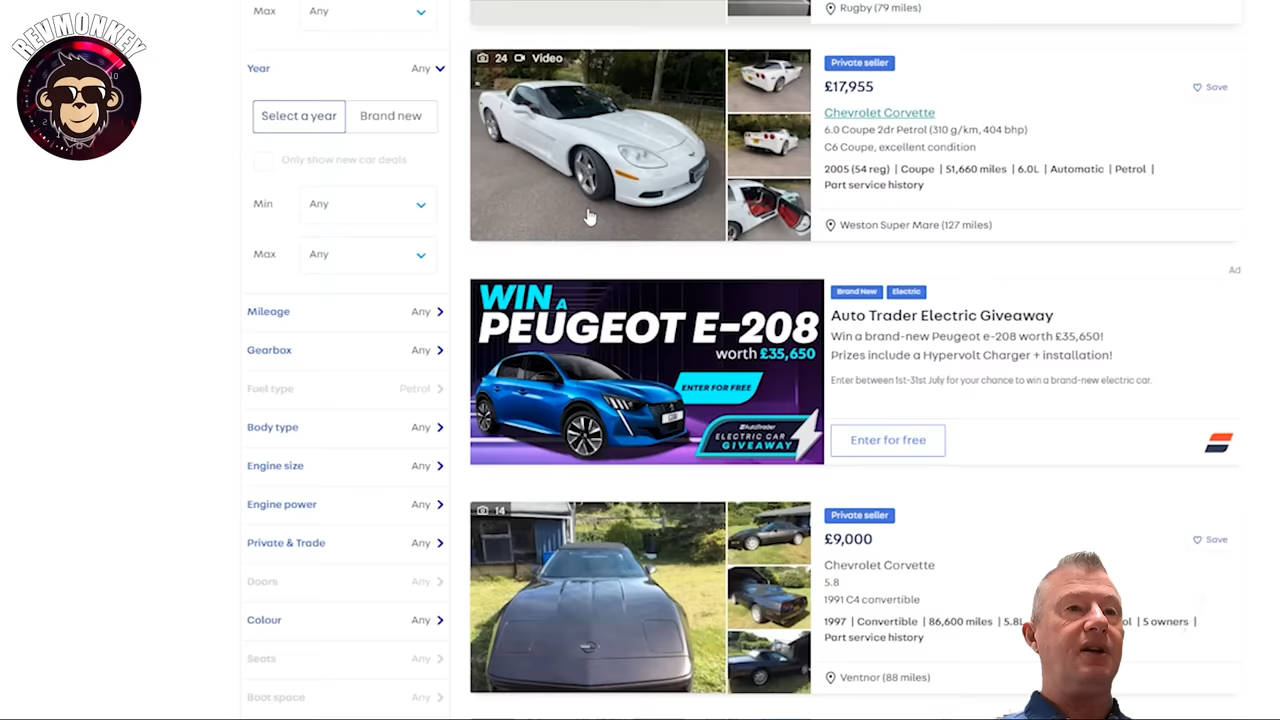 REVMONKEY
Max Any
Year Any
Select a year Brand new
Only show new car deals
Min Any
Max Any
Mileage Any
Gearbox Any
Fuel type Petrol
Body type Any
Engine size Any
Engine power Any
Private & Trade Any
Doors Any
Colour Any
Seats Any
Boot space Any
Rugby (79 miles)
24 Video
Private seller
£17,955
Save
Chevrolet Corvette
6.0 Coupe 2dr Petrol (310 g/km, 404 bhp)
C6 Coupe, excellent condition
2005 (54 reg) | Coupe | 51,660 miles | 6.0L | Automatic | Petrol |
Part service history
Weston Super Mare (127 miles)
Ad
WIN A
PEUGEOT E-208
worth £35,650
ENTER FOR FREE
AutoTrader
ELECTRIC CAR
GIVEAWAY
Brand New Electric
Auto Trader Electric Giveaway
Win a brand-new Peugeot e-208 worth £35,650!
Prizes include a Hypervolt Charger + installation!
Enter between 1st-31st July for your chance to win a brand-new electric car.
Enter for free
14
Private seller
£9,000
Save
Chevrolet Corvette
5.8
1991 C4 convertible
1997 | Convertible | 86,600 miles | 5.8L ol | 5 owners |
Part service history
Ventnor (88 miles)